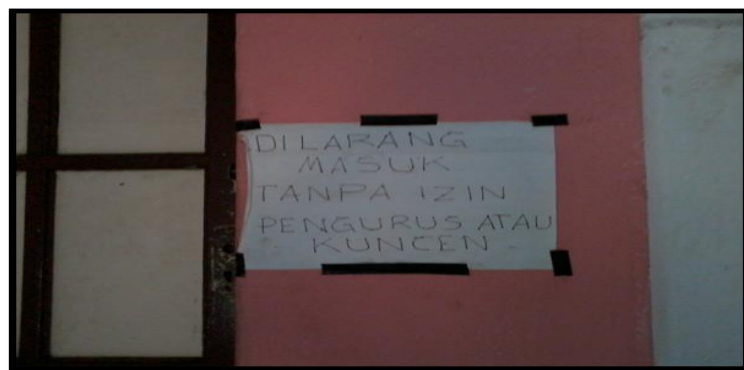 DILARANG
MASUK
TANPA IZIN
PENGURUS ATAU
KUNCEN